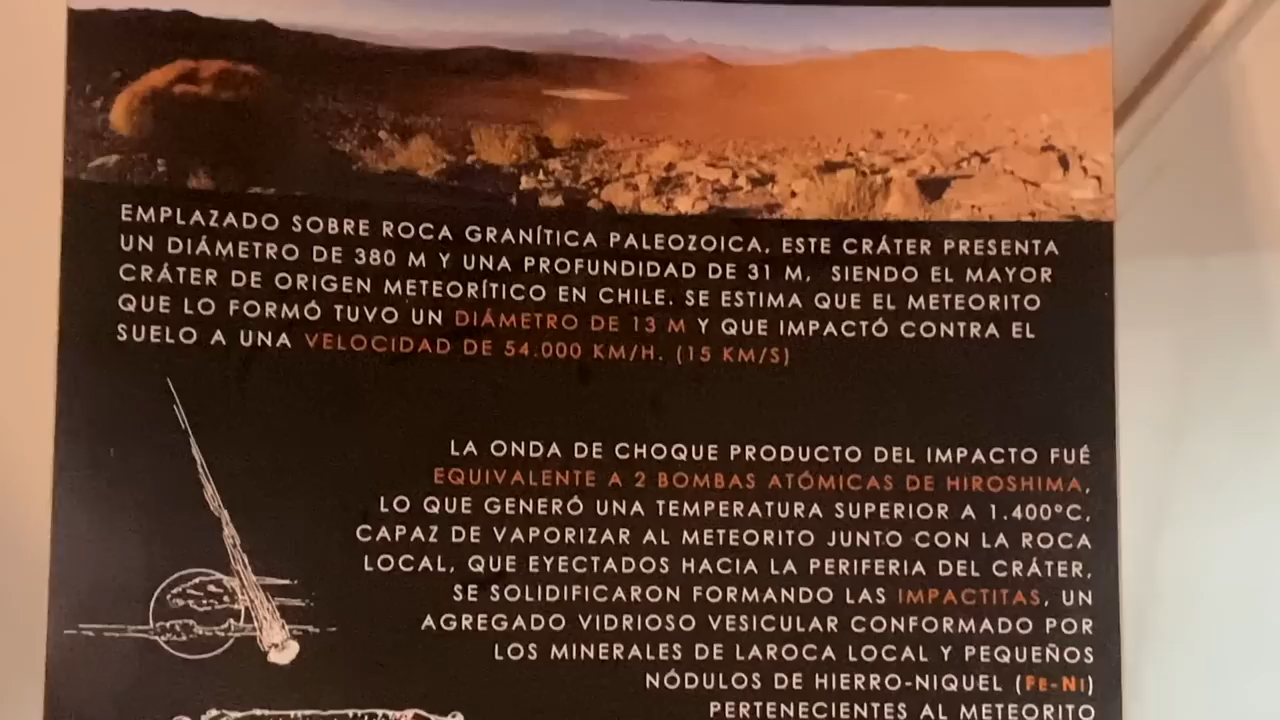 EMPLAZADO SOBRE ROCA GRANÍTICA PALEOZOICA, ESTE CRÁTER PRESENTA
UN DIÁMETRO DE 380 M Y UNA PROFUNDIDAD DE 31 M, SIENDO EL MAYOR
CRÁTER DE ORIGEN METEORÍTICO EN CHILE. SE ESTIMA QUE EL METEORITO
QUE LO FORMÓ TUVO UN DIÁMETRO DE 13 M Y QUE IMPACTÓ CONTRA EL
SUELO A UNA VELOCIDAD DE 54.000 KM/H. (15 KM/S)
LA ONDA DE CHOQUE PRODUCTO DEL IMPACTO FUÉ
EQUIVALENTE A 2 BOMBAS ATÓMICAS DE HIROSHIMA,
LO QUE GENERÓ UNA TEMPERATURA SUPERIOR A 1.400°C,
CAPAZ DE VAPORIZAR AL METEORITO JUNTO CON LA ROCA
LOCAL, QUE EYECTADOS HACIA LA PERIFERIA DEL CRÁTER,
SE SOLIDIFICARON FORMANDO LAS IMPACTITAS, UN
AGREGADO VIDRIOSO VESICULAR CONFORMADO POR
LOS MINERALES DE LAROCA LOCAL Y PEQUEÑOS
NÓDULOS DE HIERRO-NIQUEL (FE-NI)
PERTENECIENTES AL METEORITO